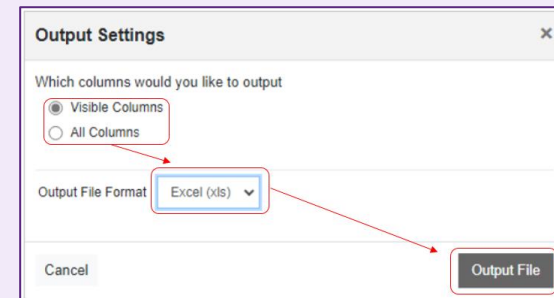 Output Settings ×
Which columns would you like to output
Visible Columns
All Columns
Output File Format Excel (xls)
Cancel Output File